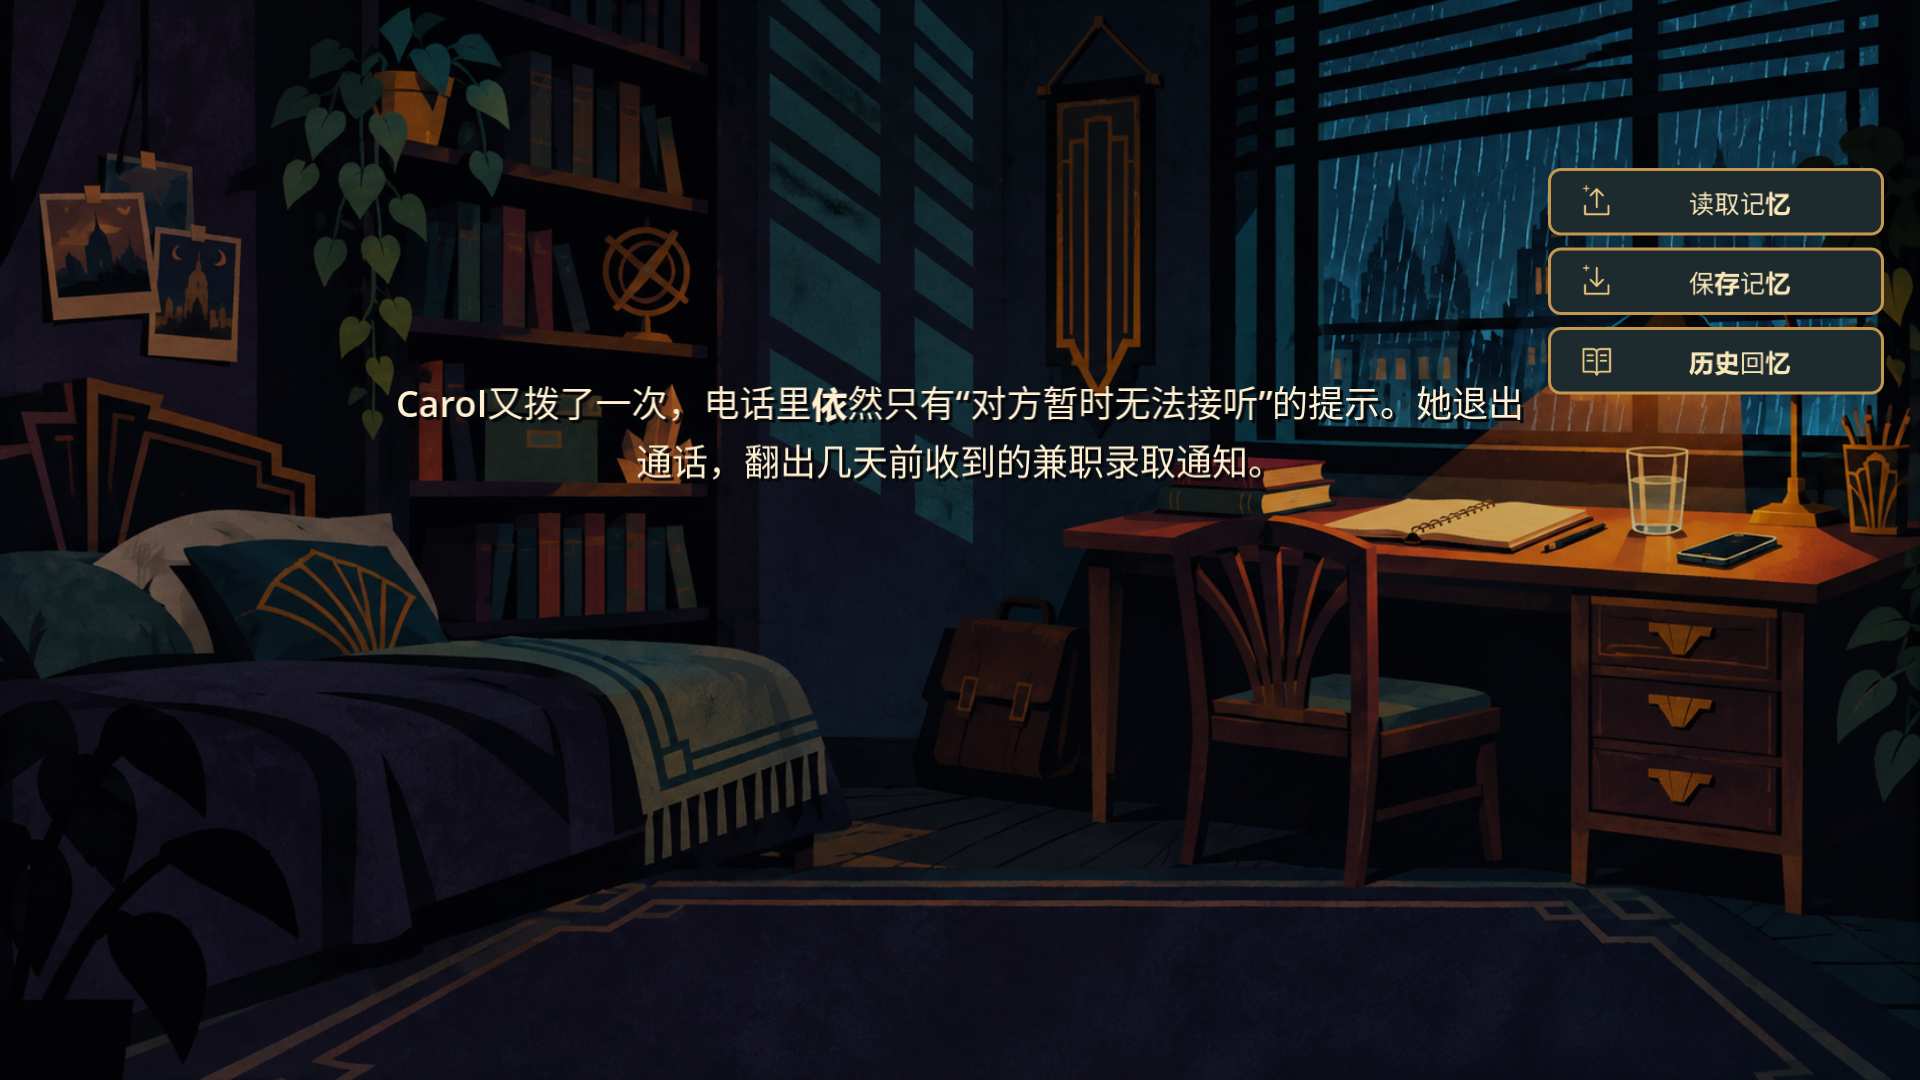 读取记忆
保存记忆
历史回忆
Carol又拨了一次，电话里依然只有“对方暂时无法接听”的提示。她退出
通话，翻出几天前收到的兼职录取通知。